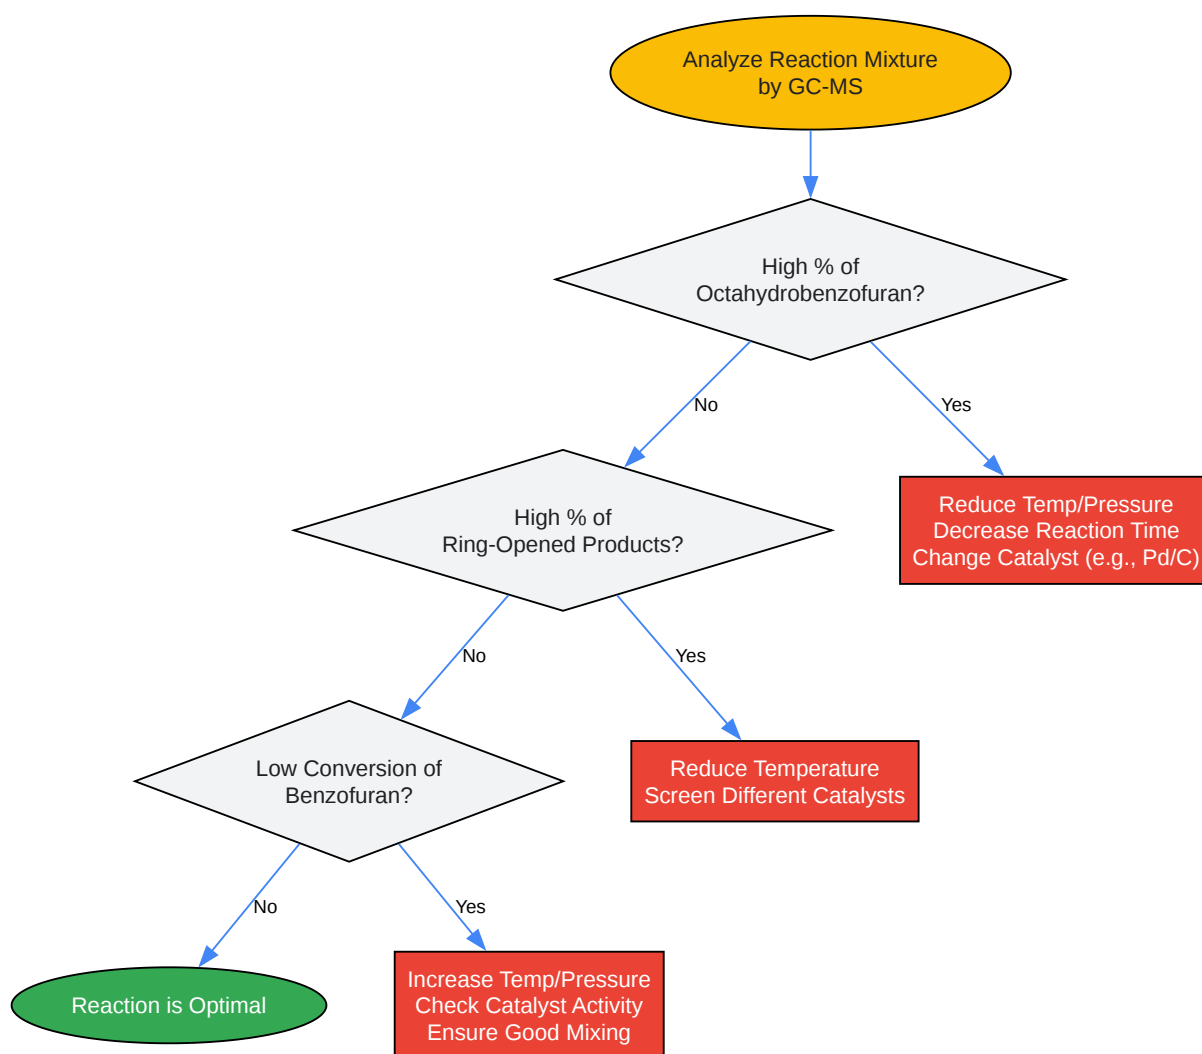 Analyze Reaction Mixture
by GC-MS
High % of
Octahydrobenzofuran?
No
Yes
High % of
Ring-Opened Products?
Reduce Temp/Pressure
Decrease Reaction Time
Change Catalyst (e.g., Pd/C)
No
Yes
Low Conversion of
Benzofuran?
Reduce Temperature
Screen Different Catalysts
No
Yes
Reaction is Optimal
Increase Temp/Pressure
Check Catalyst Activity
Ensure Good Mixing